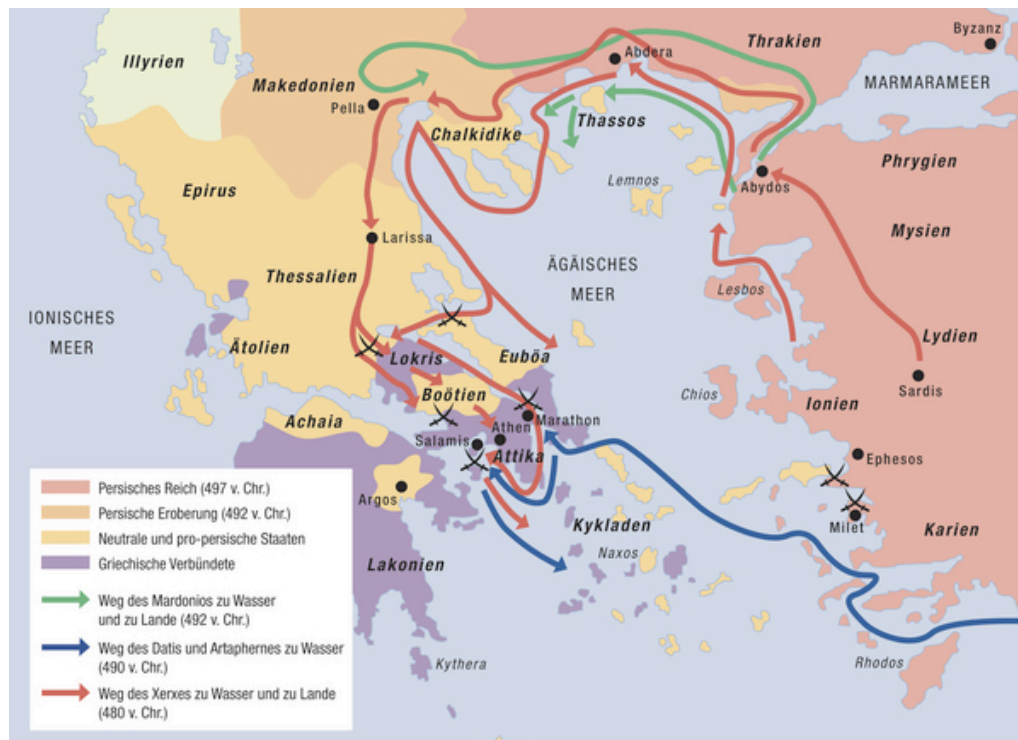 Byzanz
Thrakien
Abdera
Illyrien
MARMARAMEER
Makedonien
Pella
Thassos
Chalkidike
Phrygien
Abydos
Lemnos
Epirus
Mysien
Larissa
ÄGÄISCHES
MEER
Thessalien
Lesbos
IONISCHES
MEER
Lydien
Ätolien
Lokris
Euböa
Sardis
Boötien
Chios
Ionien
Achaia
Marathon
Athen
Salamis
Attika
Ephesos
Argos
Milet
Kykladen
Karien
Naxos
Lakonien
Kythera
Rhodos
Persisches Reich (497 v. Chr.)
Persische Eroberung (492 v. Chr.)
Neutrale und pro-persische Staaten
Griechische Verbündete
Weg des Mardonios zu Wasser
und zu Lande (492 v. Chr.)
Weg des Datis und Artaphernes zu Wasser
(490 v. Chr.)
Weg des Xerxes zu Wasser und zu Lande
(480 v. Chr.)